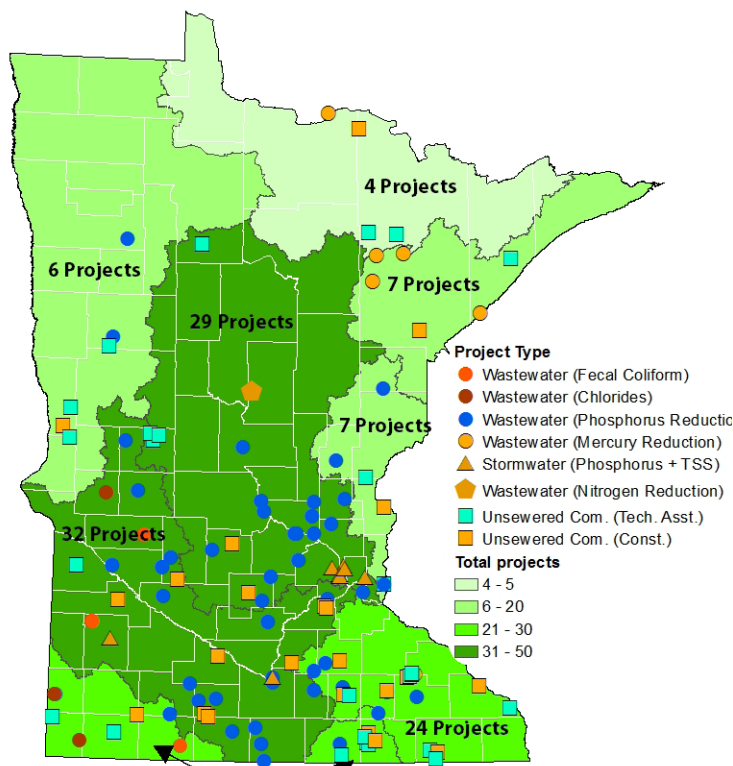 4 Projects
6 Projects
7 Projects
29 Projects
Project Type
Wastewater (Fecal Coliform)
Wastewater (Chlorides)
Wastewater (Phosphorus Reductio
Wastewater (Mercury Reduction)
Stormwater (Phosphorus + TSS)
Wastewater (Nitrogen Reduction)
Unsewered Com. (Tech. Asst.)
Unsewered Com. (Const.)
Total projects
4 - 5
6 - 20
21 - 30
31 - 50
7 Projects
32 Projects
24 Projects